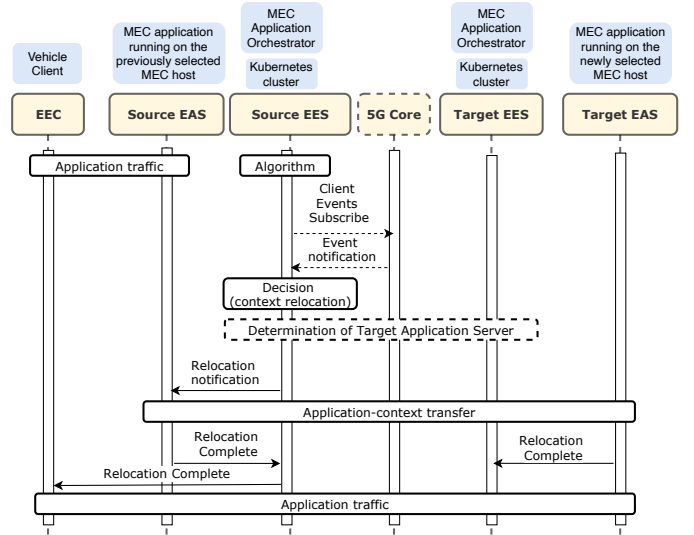 Vehicle
Client
MEC application
running on the
previously selected
MEC host
MEC
Application
Orchestrator
Kubernetes
cluster
MEC
Application
Orchestrator
Kubernetes
cluster
MEC application
running on the
newly selected
MEC host
EEC
Source EAS
Source EES
5G Core
Target EES
Target EAS
Application traffic
Algorithm
Client
Events
Subscribe
Event
notification
Decision
(context relocation)
Determination of Target Application Server
Relocation
notification
Application-context transfer
Relocation
Complete
Relocation
Complete
Relocation Complete
Application traffic